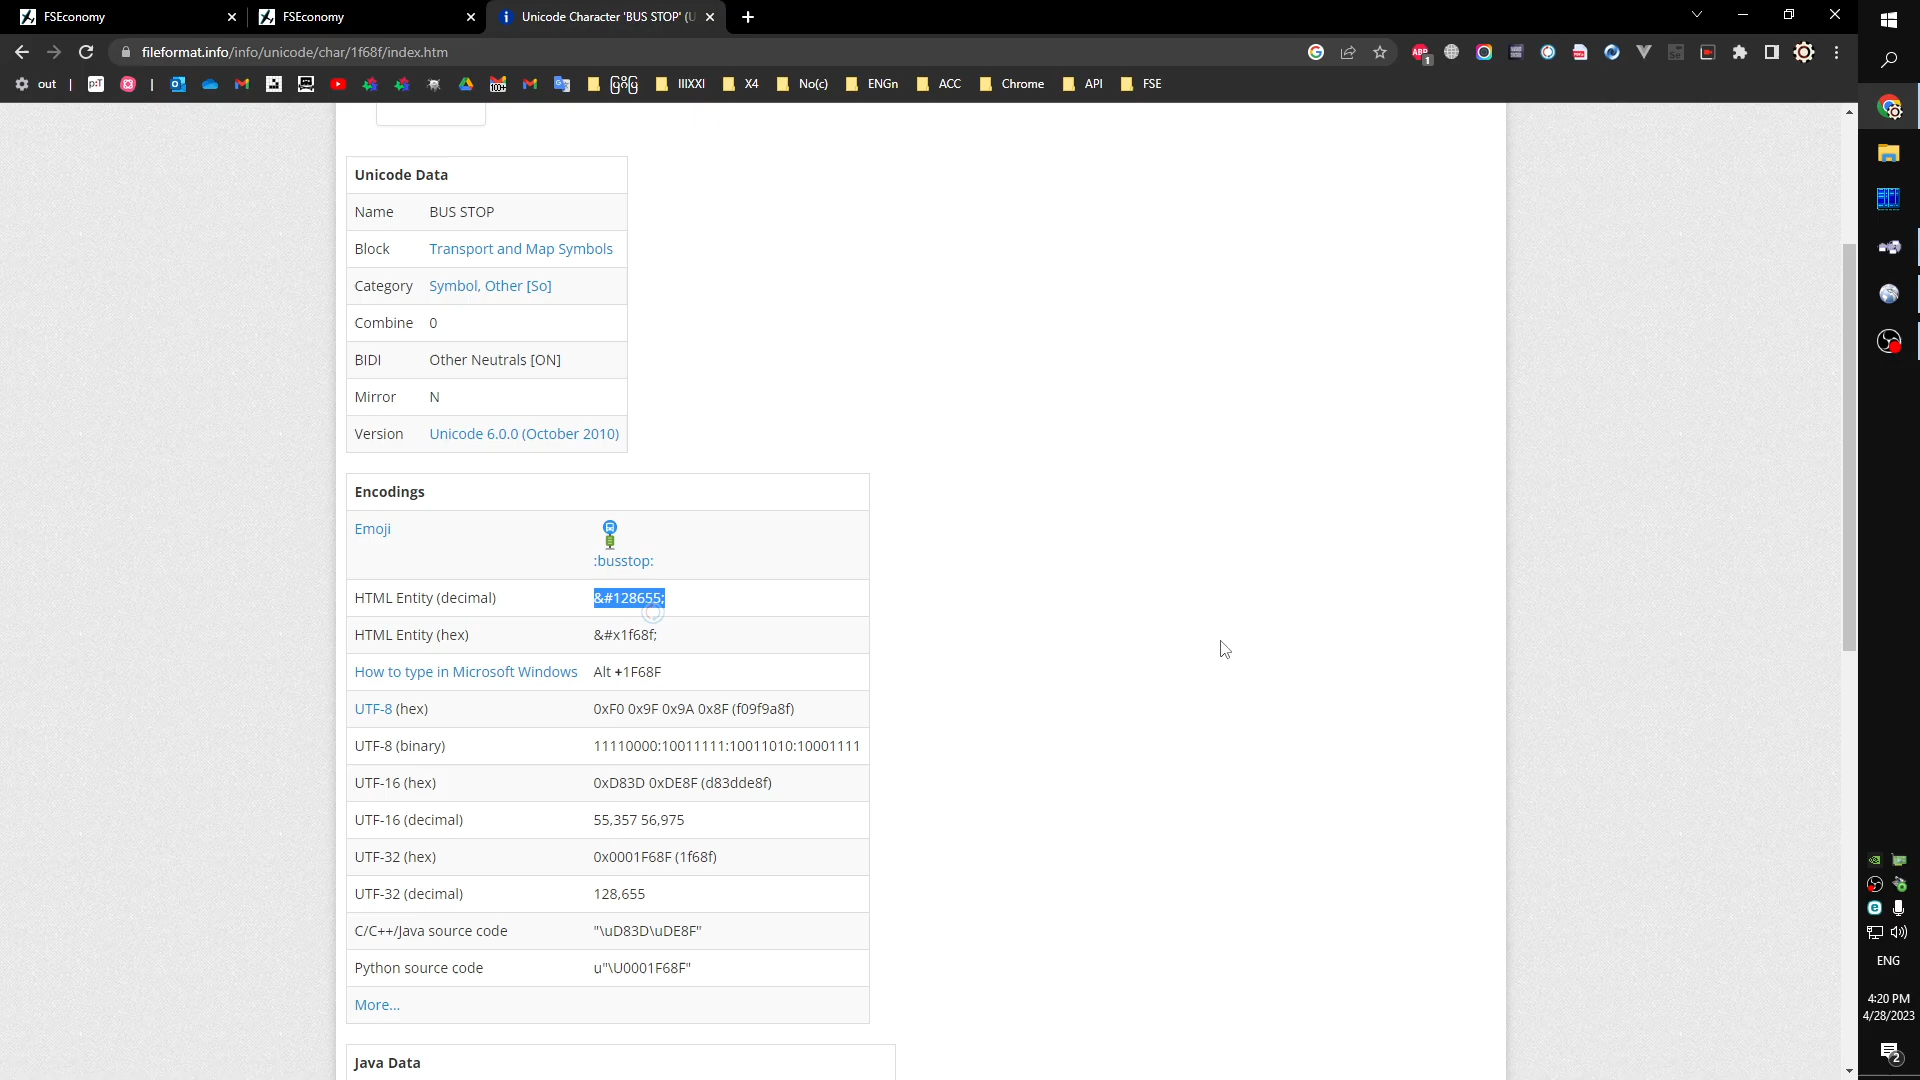 FSEconomy
FSEconomy
Unicode Character 'BUS STOP' (U
fileformat.info/info/unicode/char/1f68f/index.htm
out | p:T | 100+ IIIXXI X4 No(c) ENGn ACC Chrome API FSE
ABP 1
Unicode Data
Name BUS STOP
Block Transport and Map Symbols
Category Symbol, Other [So]
Combine 0
BIDI Other Neutrals [ON]
Mirror N
Version Unicode 6.0.0 (October 2010)
Encodings
Emoji
:busstop:
HTML Entity (decimal) &#128655;
HTML Entity (hex) &#x1f68f;
How to type in Microsoft Windows Alt +1F68F
UTF-8 (hex) 0xF0 0x9F 0x9A 0x8F (f09f9a8f)
UTF-8 (binary) 11110000:10011111:10011010:10001111
UTF-16 (hex) 0xD83D 0xDE8F (d83dde8f)
UTF-16 (decimal) 55,357 56,975
UTF-32 (hex) 0x0001F68F (1f68f)
UTF-32 (decimal) 128,655
C/C++/Java source code "\uD83D\uDE8F"
Python source code u"\U0001F68F"
More...
Java Data
ENG
4:20 PM
4/28/2023
2